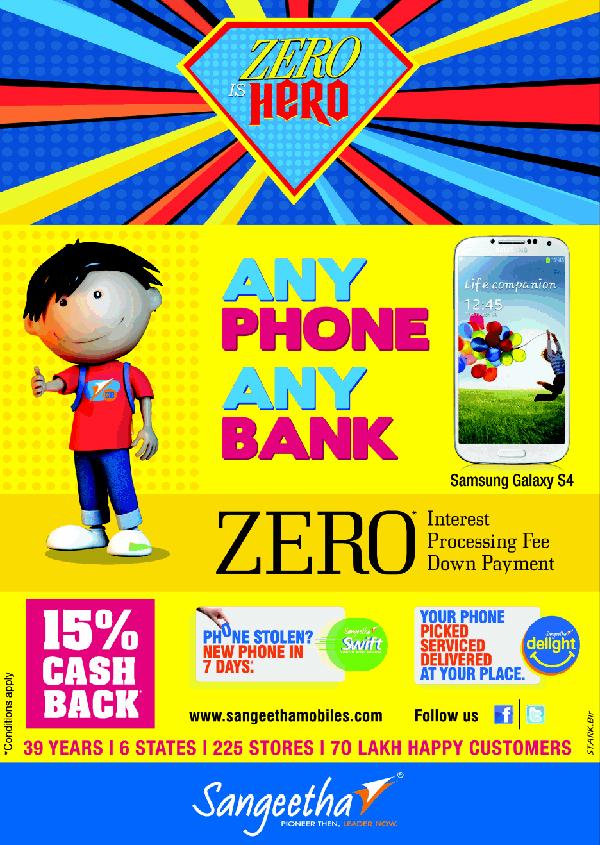 ZERO
IS HERO
ANY
PHONE
ANY
BANK
Life companion
12:45
Samsung Galaxy S4
ZERO*
Interest
Processing Fee
Down Payment
15%
CASH
BACK*
PHONE STOLEN?
NEW PHONE IN
7 DAYS.*
Sangeetha
Swift
YOUR PHONE
PICKED
SERVICED
DELIVERED
AT YOUR PLACE.
Sangeetha
delight
www.sangeethamobiles.com
Follow us
*Conditions apply
39 YEARS I 6 STATES I 225 STORES I 70 LAKH HAPPY CUSTOMERS
Sangeetha®
PIONEER THEN, LEADER NOW.